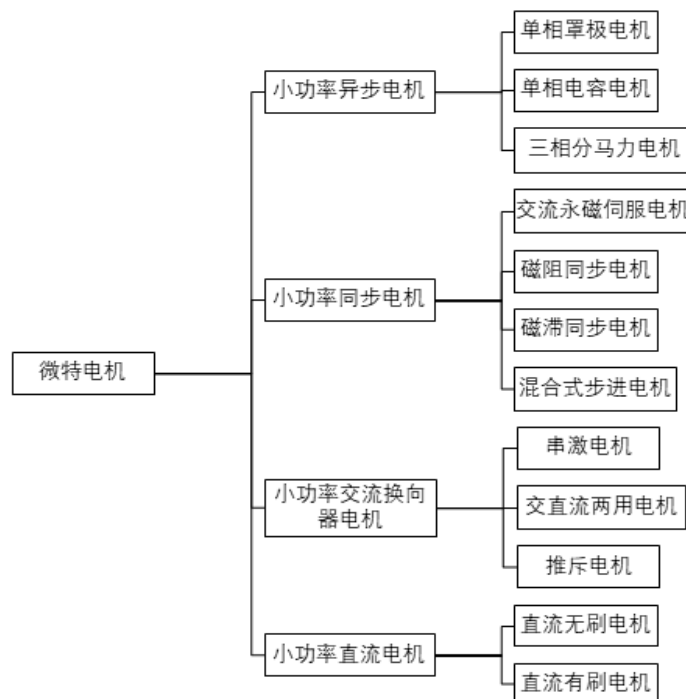 微特电机
小功率异步电机
单相罩极电机
单相电容电机
三相分马力电机
小功率同步电机
交流永磁伺服电机
磁阻同步电机
磁滞同步电机
混合式步进电机
小功率交流换向
器电机
串激电机
交直流两用电机
推斥电机
小功率直流电机
直流无刷电机
直流有刷电机